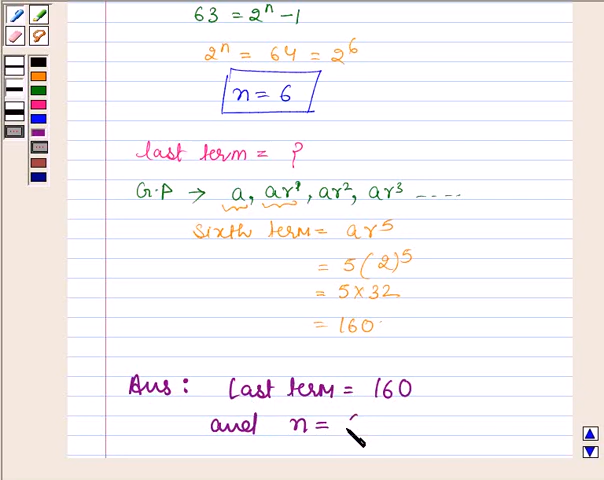 63 = 2ⁿ - 1
2ⁿ = 64 = 2⁶
n = 6
last term = ?
G.P → a, ar¹, ar², ar³ .....
sixth term = ar⁵
= 5(2)⁵
= 5×32
= 160
Ans : Last term = 160
and n =